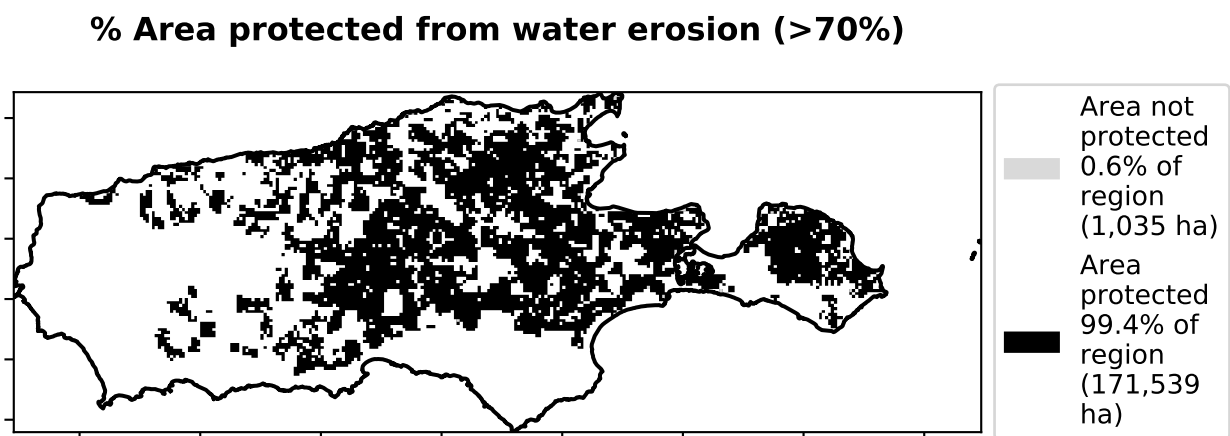 % Area protected from water erosion (>70%)
Area not
protected
0.6% of
region
(1,035 ha)
Area
protected
99.4% of
region
(171,539
ha)